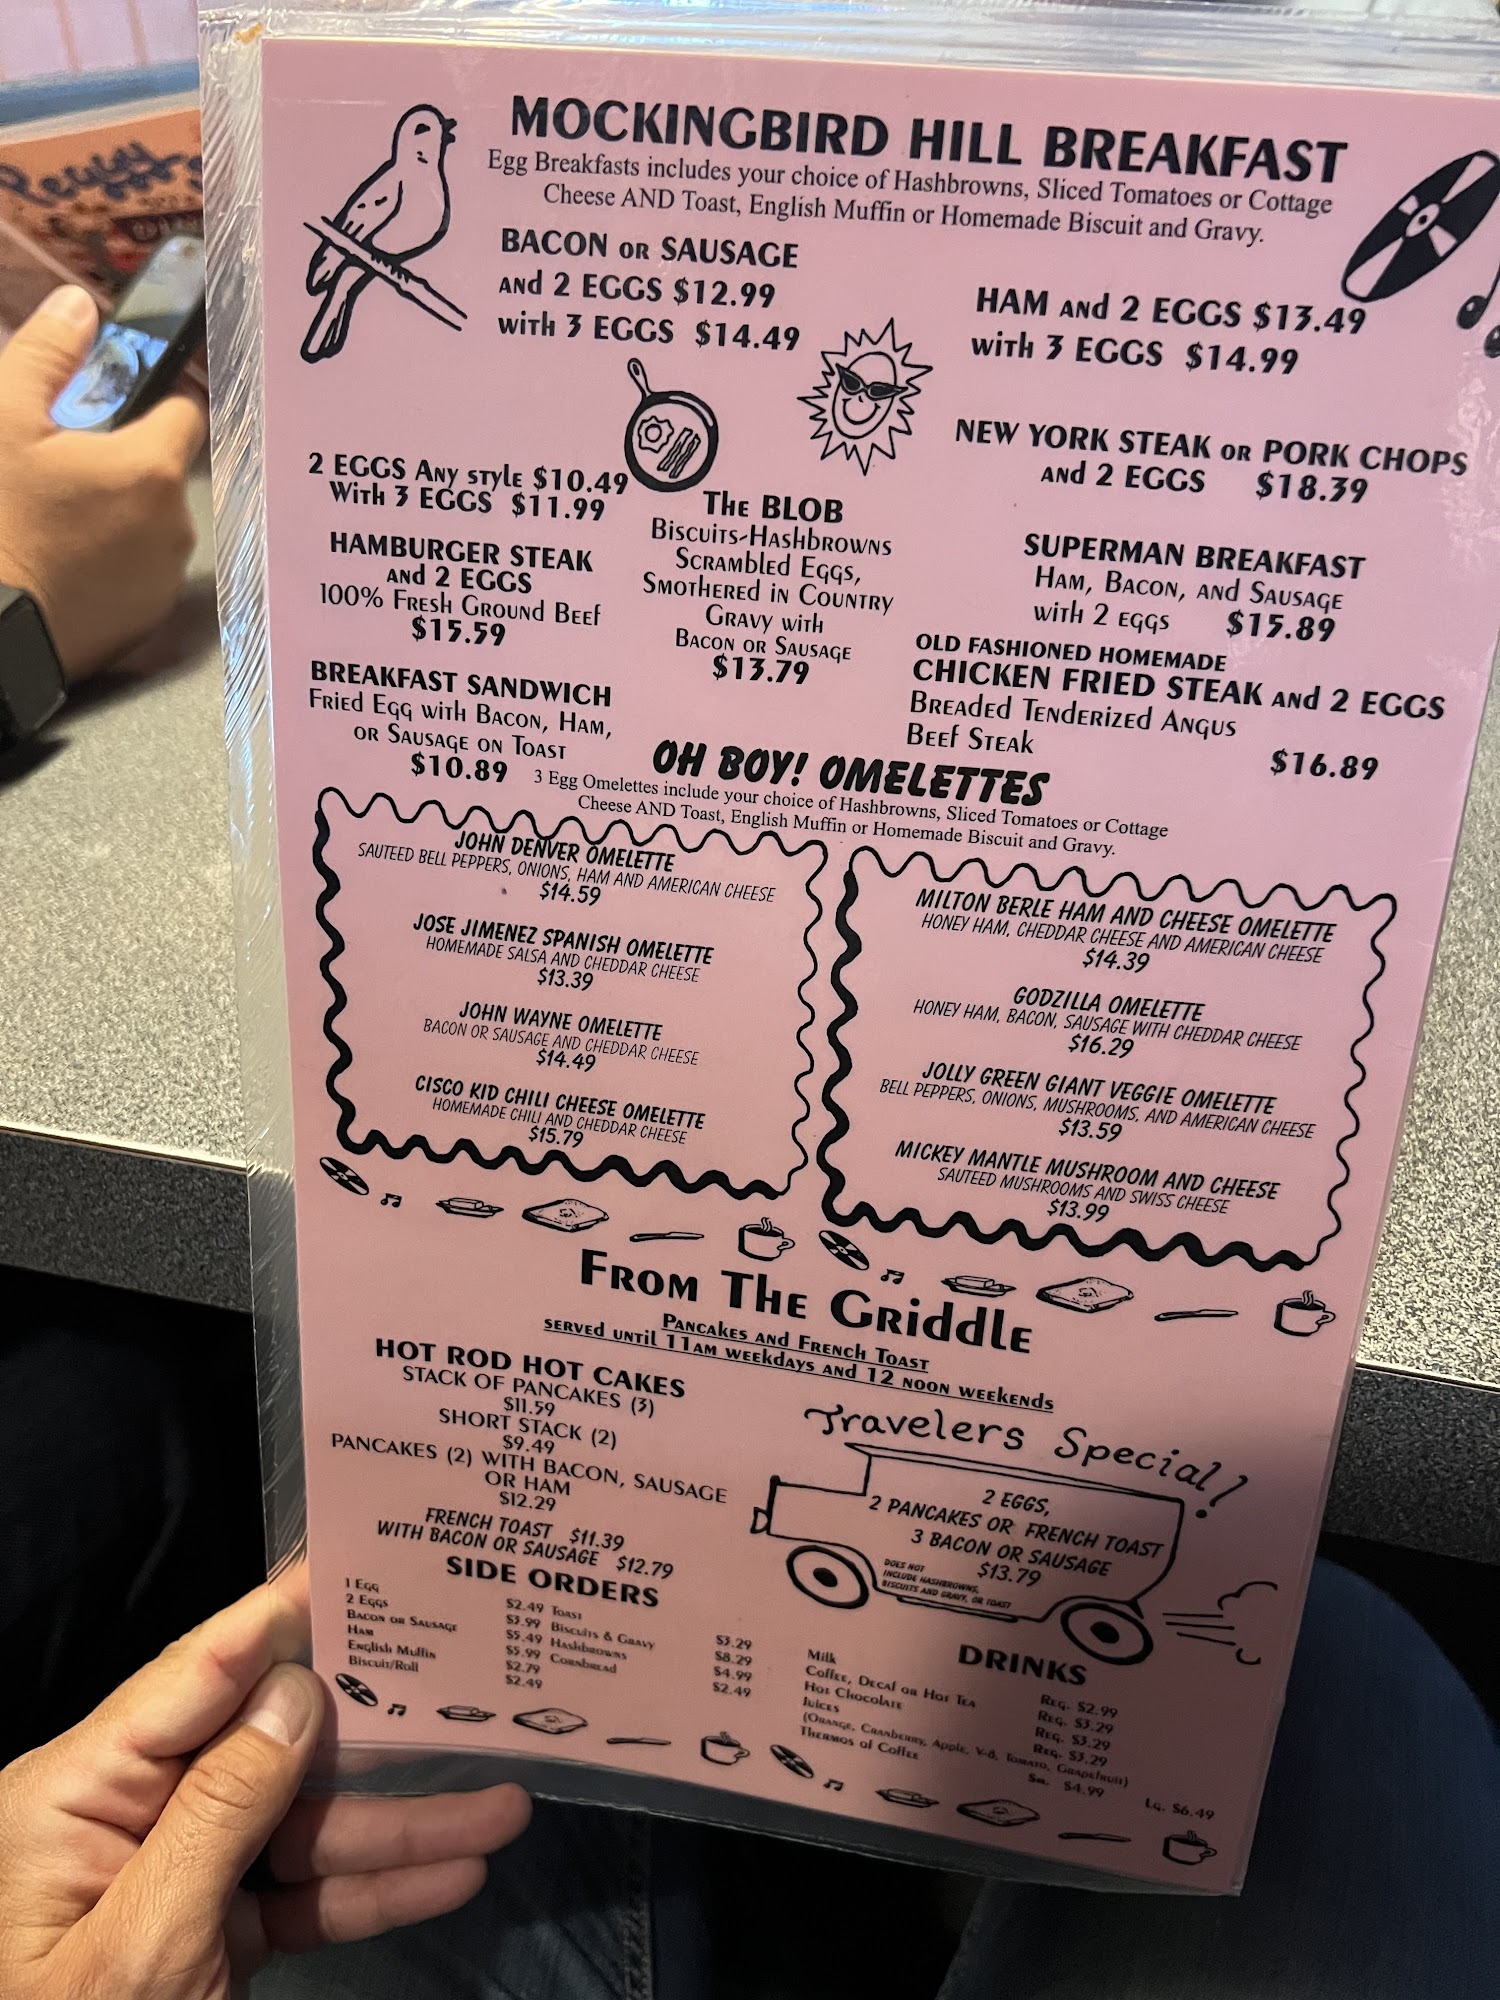 Peggy
MOCKINGBIRD HILL BREAKFAST
Egg Breakfasts includes your choice of Hashbrowns, Sliced Tomatoes or Cottage
Cheese AND Toast, English Muffin or Homemade Biscuit and Gravy.
BACON OR SAUSAGE
AND 2 EGGS $12.99
WITH 3 EGGS $14.49
HAM AND 2 EGGS $13.49
WITH 3 EGGS $14.99
NEW YORK STEAK OR PORK CHOPS
AND 2 EGGS $18.39
2 EGGS ANY STYLE $10.49
WITH 3 EGGS $11.99
HAMBURGER STEAK
AND 2 EGGS
100% FRESH GROUND BEEF
$15.59
BREAKFAST SANDWICH
FRIED EGG WITH BACON, HAM,
OR SAUSAGE ON TOAST
$10.89
THE BLOB
BISCUITS-HASHBROWNS
SCRAMBLED EGGS,
SMOTHERED IN COUNTRY
GRAVY WITH
BACON OR SAUSAGE
$13.79
SUPERMAN BREAKFAST
HAM, BACON, AND SAUSAGE
WITH 2 EGGS $15.89
OLD FASHIONED HOMEMADE
CHICKEN FRIED STEAK AND 2 EGGS
BREADED TENDERIZED ANGUS
BEEF STEAK
$16.89
OH BOY! OMELETTES
3 Egg Omelettes include your choice of Hashbrowns, Sliced Tomatoes or Cottage
Cheese AND Toast, English Muffin or Homemade Biscuit and Gravy.
JOHN DENVER OMELETTE
SAUTEED BELL PEPPERS, ONIONS, HAM AND AMERICAN CHEESE
$14.59
JOSE JIMENEZ SPANISH OMELETTE
HOMEMADE SALSA AND CHEDDAR CHEESE
$13.39
JOHN WAYNE OMELETTE
BACON OR SAUSAGE AND CHEDDAR CHEESE
$14.49
CISCO KID CHILI CHEESE OMELETTE
HOMEMADE CHILI AND CHEDDAR CHEESE
$15.79
MILTON BERLE HAM AND CHEESE OMELETTE
HONEY HAM, CHEDDAR CHEESE AND AMERICAN CHEESE
$14.39
GODZILLA OMELETTE
HONEY HAM, BACON, SAUSAGE WITH CHEDDAR CHEESE
$16.29
JOLLY GREEN GIANT VEGGIE OMELETTE
BELL PEPPERS, ONIONS, MUSHROOMS, AND AMERICAN CHEESE
$13.59
MICKEY MANTLE MUSHROOM AND CHEESE
SAUTEED MUSHROOMS AND SWISS CHEESE
$13.99
FROM THE GRIDDLE
PANCAKES AND FRENCH TOAST
SERVED UNTIL 11AM WEEKDAYS AND 12 NOON WEEKENDS
HOT ROD HOT CAKES
STACK OF PANCAKES (3)
$11.59
SHORT STACK (2)
$9.49
PANCAKES (2) WITH BACON, SAUSAGE
OR HAM
$12.29
FRENCH TOAST $11.39
WITH BACON OR SAUSAGE $12.79
Travelers Special!
2 EGGS,
2 PANCAKES OR FRENCH TOAST
3 BACON OR SAUSAGE
$13.79
DOES NOT
INCLUDE HASHBROWNS,
BISCUITS AND GRAVY, OR TOAST
SIDE ORDERS
1 EGG $2.49
2 EGGS $3.99
BACON OR SAUSAGE $5.49
HAM $5.99
ENGLISH MUFFIN $2.79
BISCUIT/ROLL $2.49
TOAST $3.29
BISCUITS & GRAVY $8.29
HASHBROWNS $4.99
CORNBREAD $2.49
DRINKS
MILK REG. $2.99
COFFEE, DECAF OR HOT TEA REG. $3.29
HOT CHOCOLATE REG. $3.29
JUICES REG. $3.29
(ORANGE, CRANBERRY, APPLE, V-8, TOMATO, GRAPEFRUIT)
THERMOS OF COFFEE SM. $4.99 LG. $6.49